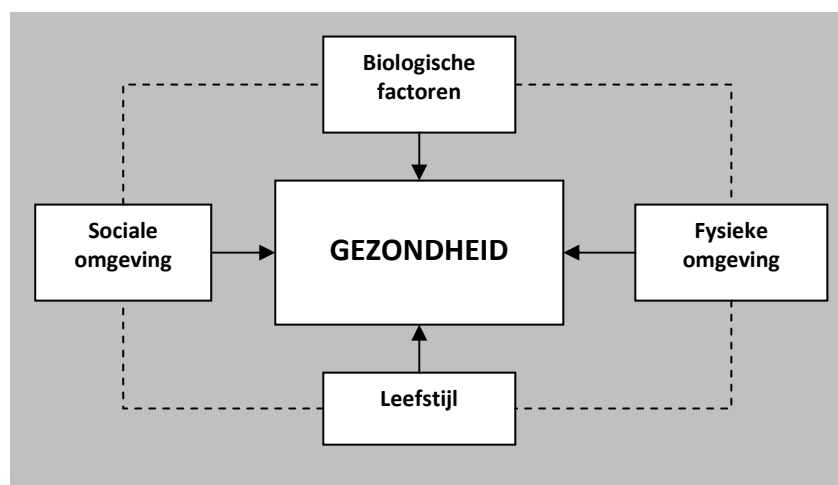 Biologische
factoren
Sociale
omgeving
GEZONDHEID
Fysieke
omgeving
Leefstijl